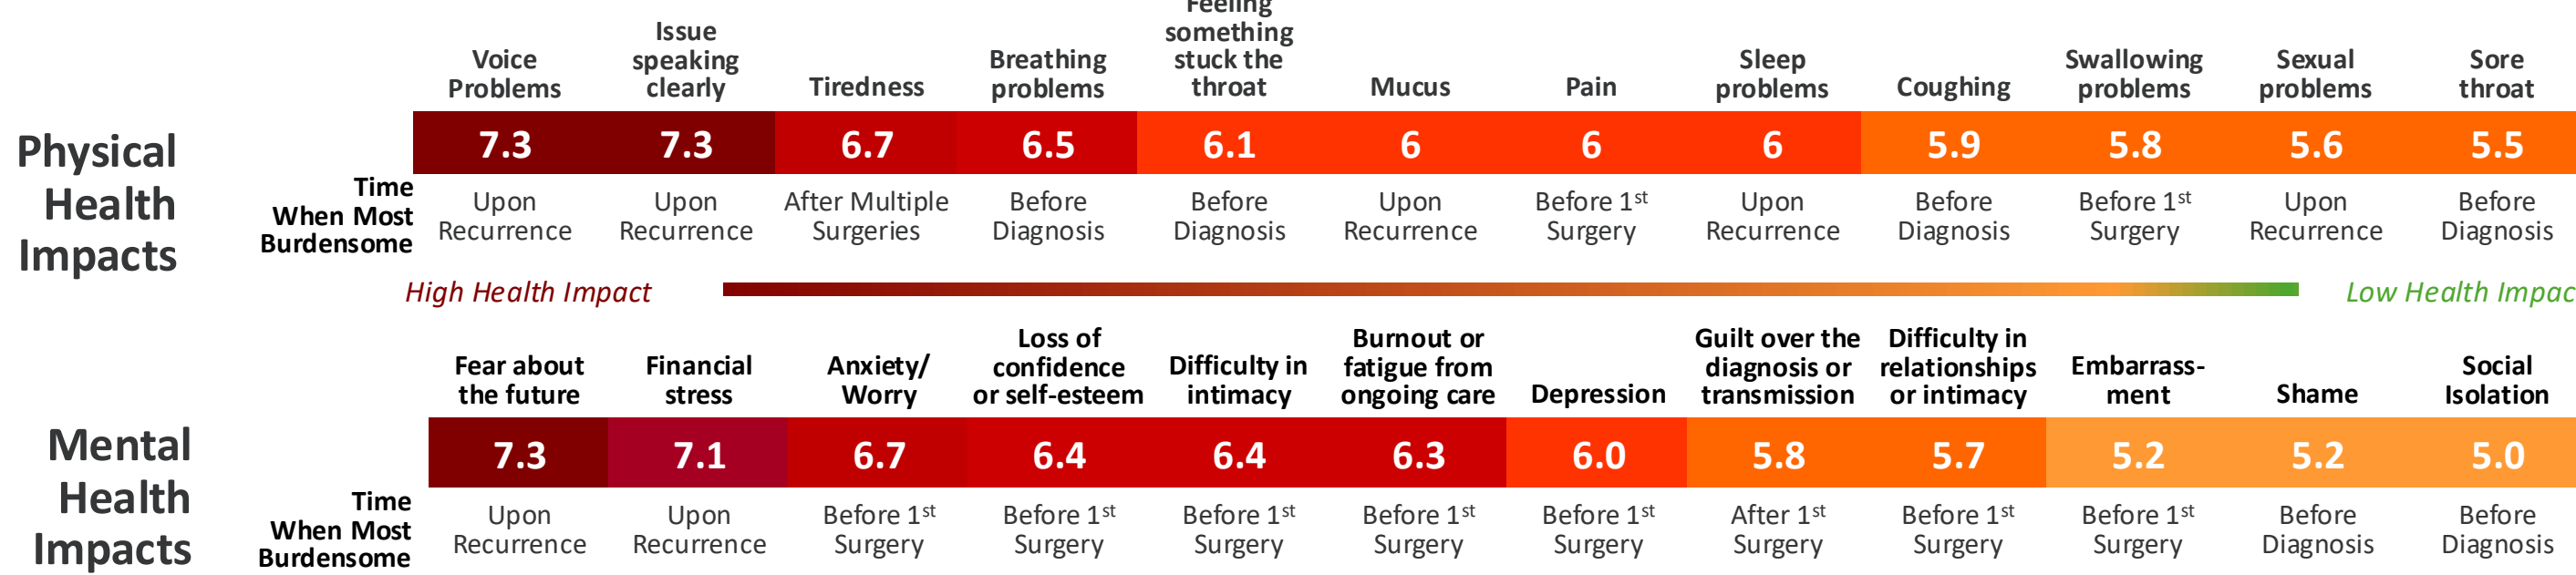 Voice
Problems
Issue
speaking
clearly
Tiredness
Breathing
problems
Feeling
something
stuck the
throat
Mucus
Pain
Sleep
problems
Coughing
Swallowing
problems
Sexual
problems
Sore
throat
Physical
Health
Impacts
7.3
7.3
6.7
6.5
6.1
6
6
6
5.9
5.8
5.6
5.5
Time
When Most
Burdensome
Upon
Recurrence
Upon
Recurrence
After Multiple
Surgeries
Before
Diagnosis
Before
Diagnosis
Upon
Recurrence
Before 1st
Surgery
Upon
Recurrence
Before
Diagnosis
Before 1st
Surgery
Upon
Recurrence
Before
Diagnosis
High Health Impact
Low Health Impac
Fear about
the future
Financial
stress
Anxiety/
Worry
Loss of
confidence
or self-esteem
Difficulty in
intimacy
Burnout or
fatigue from
ongoing care
Depression
Guilt over the
diagnosis or
transmission
Difficulty in
relationships
or intimacy
Embarrass-
ment
Shame
Social
Isolation
Mental
Health
Impacts
7.3
7.1
6.7
6.4
6.4
6.3
6.0
5.8
5.7
5.2
5.2
5.0
Time
When Most
Burdensome
Upon
Recurrence
Upon
Recurrence
Before 1st
Surgery
Before 1st
Surgery
Before 1st
Surgery
Before 1st
Surgery
Before 1st
Surgery
After 1st
Surgery
Before 1st
Surgery
Before 1st
Surgery
Before
Diagnosis
Before
Diagnosis